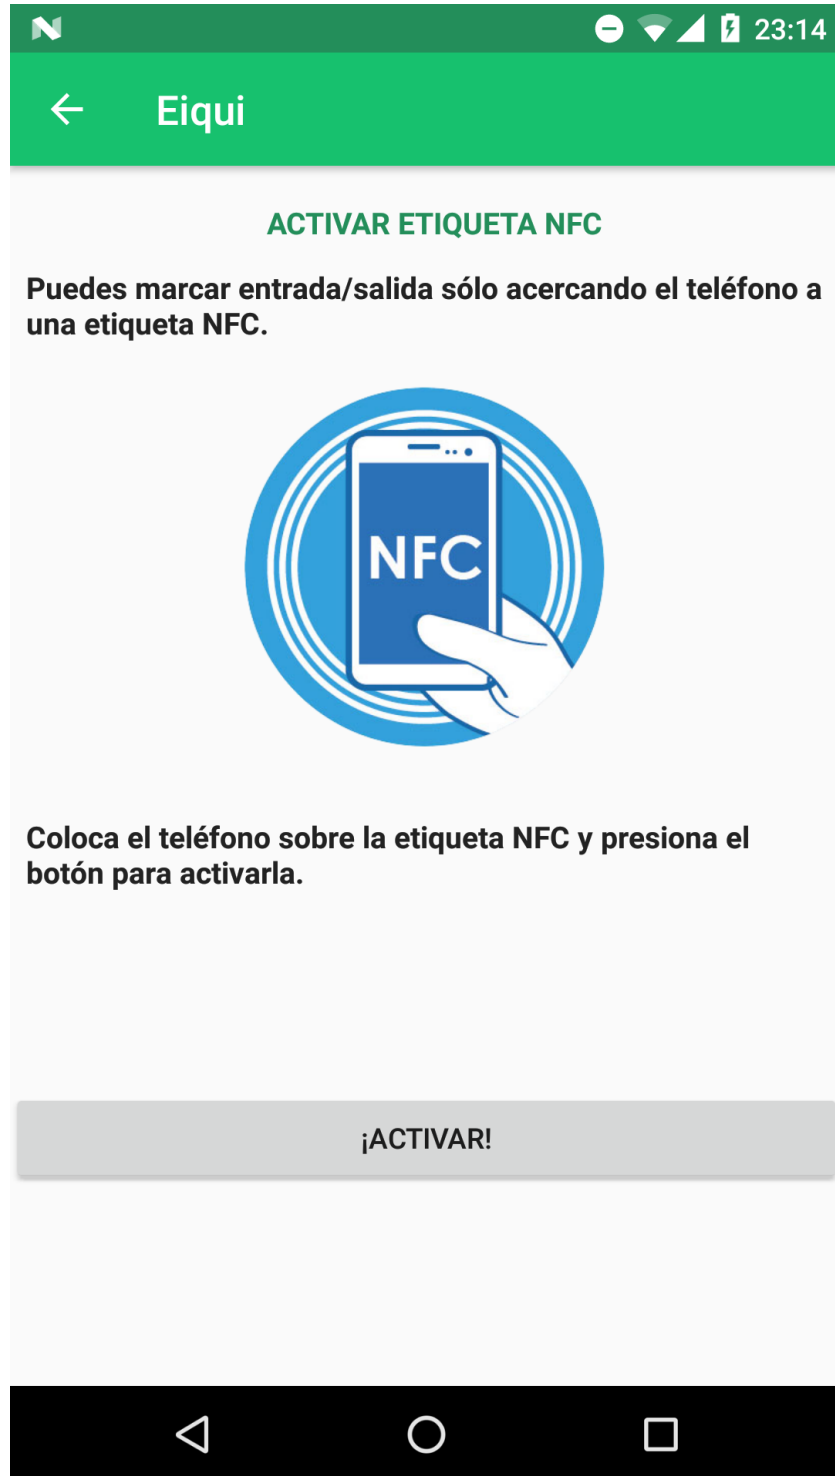 23:14
Eiqui
ACTIVAR ETIQUETA NFC
Puedes marcar entrada/salida sólo acercando el teléfono a
una etiqueta NFC.
NFC
Coloca el teléfono sobre la etiqueta NFC y presiona el
botón para activarla.
¡ACTIVAR!